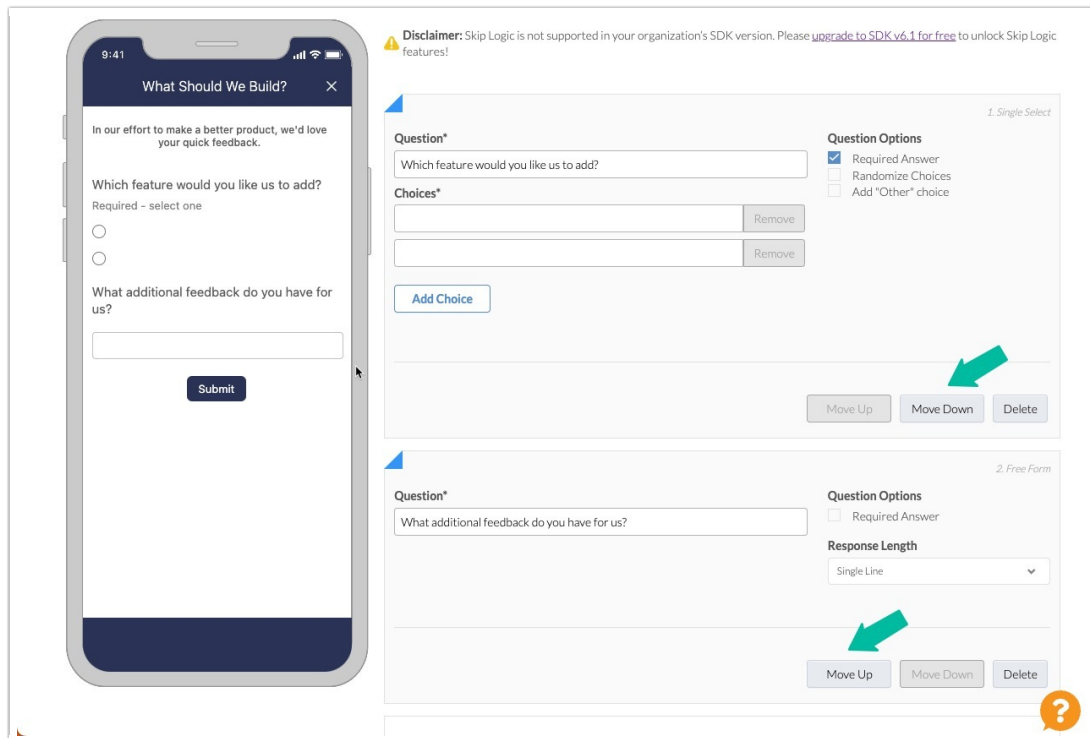 9:41
What Should We Build?
In our effort to make a better product, we'd love
your quick feedback.
Which feature would you like us to add?
Required - select one
What additional feedback do you have for
us?
Submit
Disclaimer: Skip Logic is not supported in your organization's SDK version. Please upgrade to SDK v6.1 for free to unlock Skip Logic
features!
1. Single Select
Question*
Which feature would you like us to add?
Choices*
Remove
Remove
Add Choice
Question Options
Required Answer
Randomize Choices
Add "Other" choice
Move Up
Move Down
Delete
2. Free Form
Question*
What additional feedback do you have for us?
Question Options
Required Answer
Response Length
Single Line
Move Up
Move Down
Delete
?